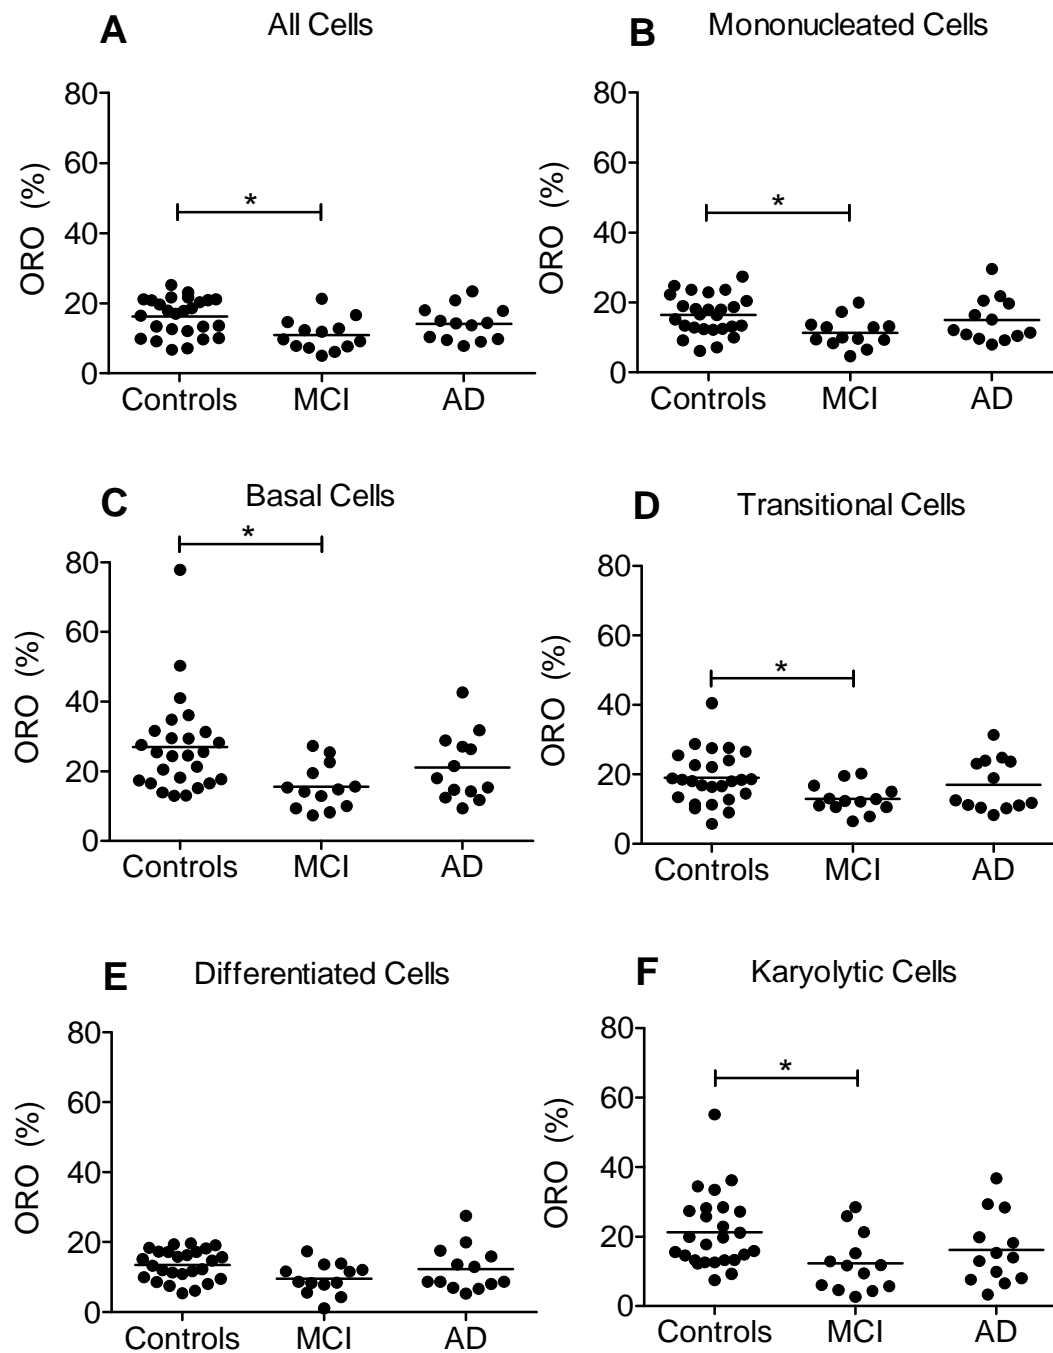 A All Cells
80
60
40
20
0
ORO (%)
*
Controls MCI AD
B Mononucleated Cells
80
60
40
20
0
ORO (%)
*
Controls MCI AD
C Basal Cells
80
60
40
20
0
ORO (%)
*
Controls MCI AD
D Transitional Cells
80
60
40
20
0
ORO (%)
*
Controls MCI AD
E Differentiated Cells
80
60
40
20
0
ORO (%)
Controls MCI AD
F Karyolytic Cells
80
60
40
20
0
ORO (%)
*
Controls MCI AD